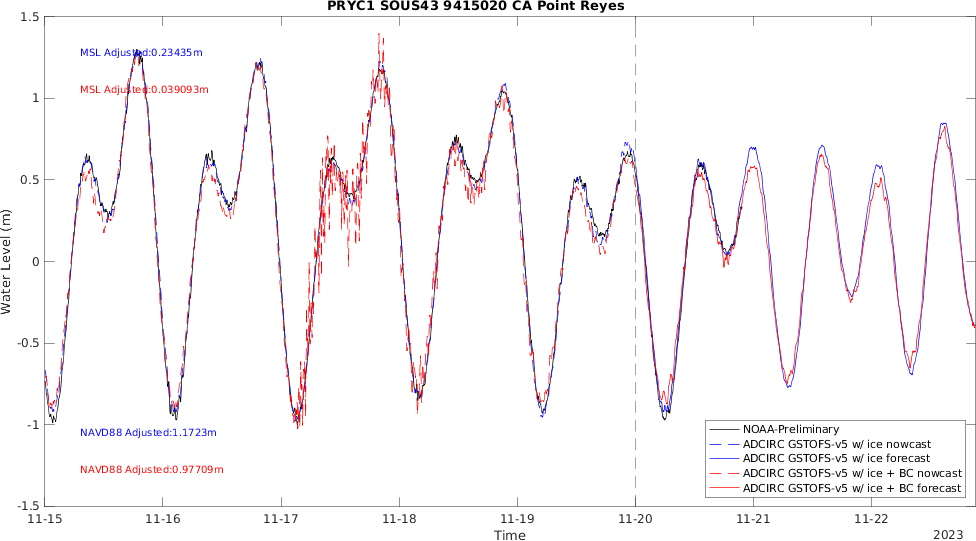 PRYC1 SOUS43 9415020 CA Point Reyes
1.5
MSL Adjusted:0.23435m
MSL Adjusted:0.039093m
1
0.5
Water Level (m)
0
-0.5
-1
NAVD88 Adjusted:1.1723m
NAVD88 Adjusted:0.97709m
NOAA-Preliminary
ADCIRC GSTOFS-v5 w/ ice nowcast
ADCIRC GSTOFS-v5 w/ ice forecast
ADCIRC GSTOFS-v5 w/ ice + BC nowcast
ADCIRC GSTOFS-v5 w/ ice + BC forecast
-1.5
11-15 11-16 11-17 11-18 11-19 11-20 11-21 11-22
Time
2023